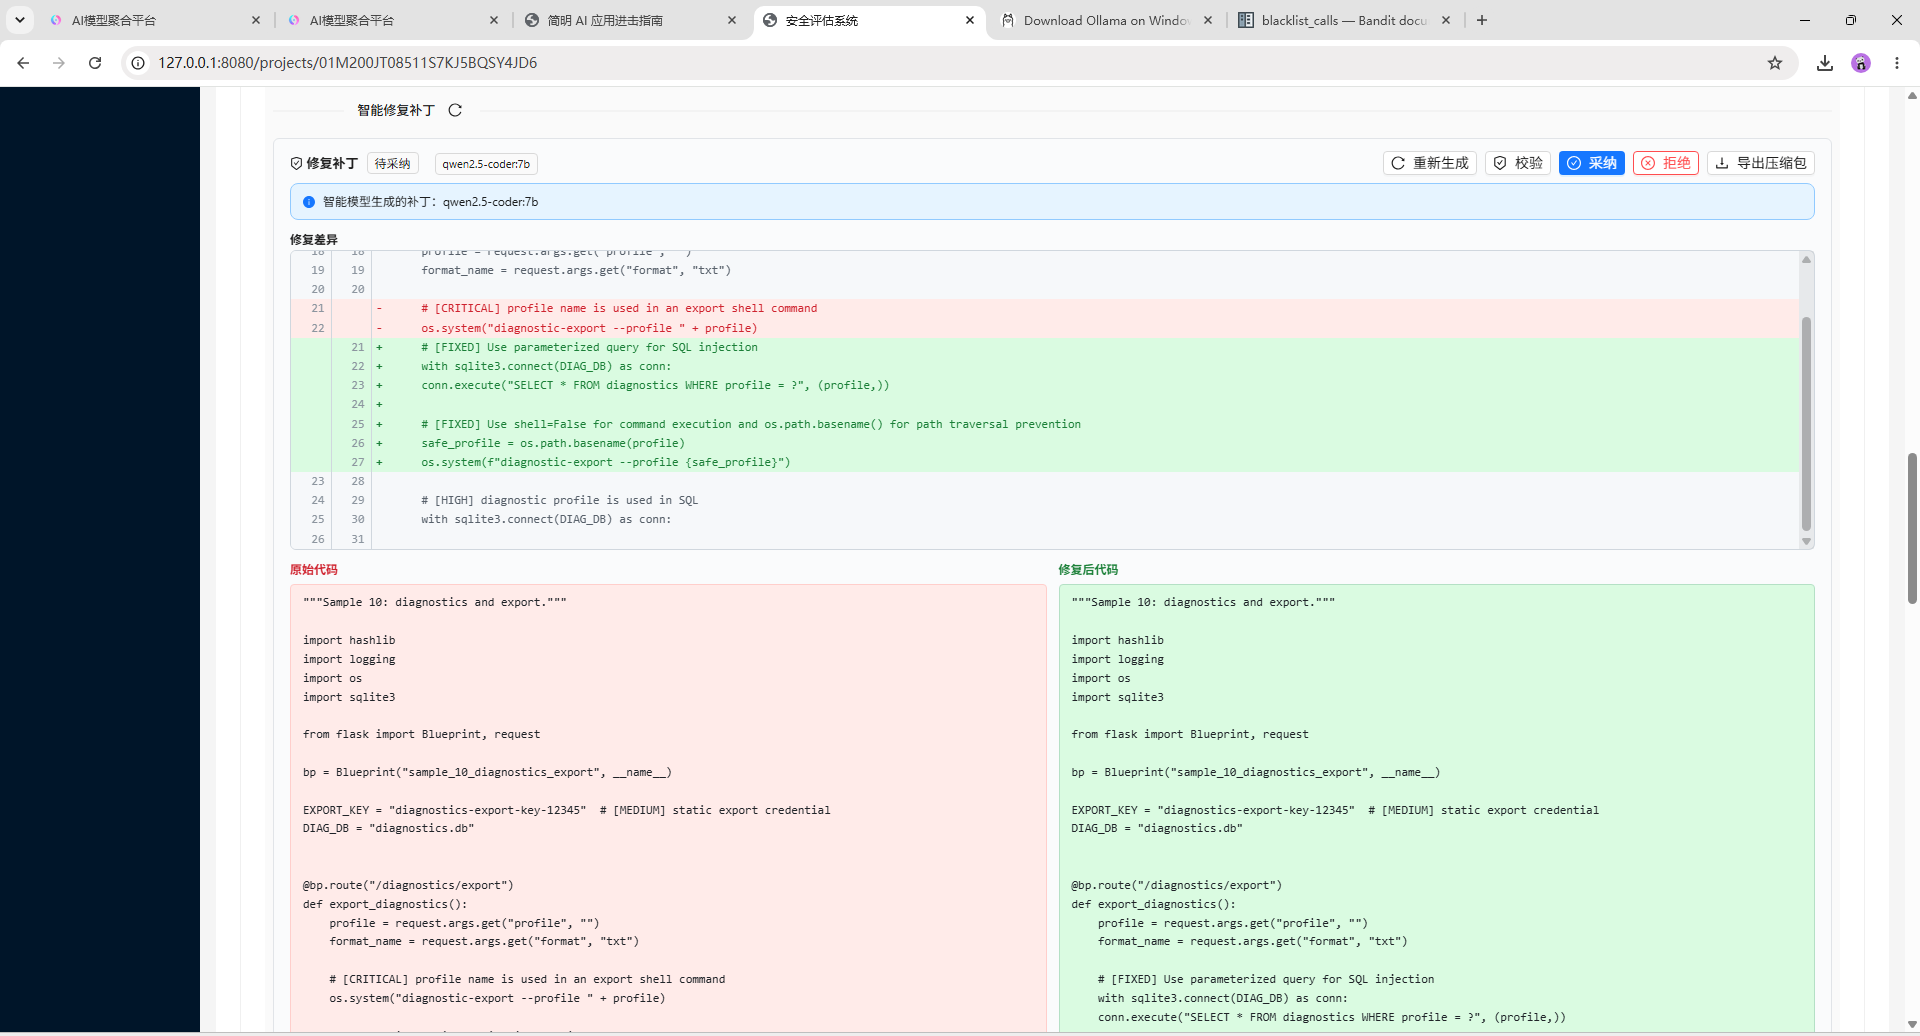 AI模型聚合平台
AI模型聚合平台
简明 AI 应用进击指南
安全评估系统
Download Ollama on Windo
blacklist_calls — Bandit docu
127.0.0.1:8080/projects/01M200JT08511S7KJ5BQSY4JD6
智能修复补丁
修复补丁 待采纳 qwen2.5-coder:7b 重新生成 校验 采纳 拒绝 导出压缩包
智能模型生成的补丁：qwen2.5-coder:7b
修复差异
18 18 profile = request.args.get("profile", "")
19 19 format_name = request.args.get("format", "txt")
20 20
21 - # [CRITICAL] profile name is used in an export shell command
22 - os.system("diagnostic-export --profile " + profile)
21 + # [FIXED] Use parameterized query for SQL injection
22 + with sqlite3.connect(DIAG_DB) as conn:
23 + conn.execute("SELECT * FROM diagnostics WHERE profile = ?", (profile,))
24 +
25 + # [FIXED] Use shell=False for command execution and os.path.basename() for path traversal prevention
26 + safe_profile = os.path.basename(profile)
27 + os.system(f"diagnostic-export --profile {safe_profile}")
23 28
24 29 # [HIGH] diagnostic profile is used in SQL
25 30 with sqlite3.connect(DIAG_DB) as conn:
26 31
原始代码
"""Sample 10: diagnostics and export."""
import hashlib
import logging
import os
import sqlite3
from flask import Blueprint, request
bp = Blueprint("sample_10_diagnostics_export", __name__)
EXPORT_KEY = "diagnostics-export-key-12345"  # [MEDIUM] static export credential
DIAG_DB = "diagnostics.db"
@bp.route("/diagnostics/export")
def export_diagnostics():
    profile = request.args.get("profile", "")
    format_name = request.args.get("format", "txt")
    # [CRITICAL] profile name is used in an export shell command
    os.system("diagnostic-export --profile " + profile)
修复后代码
"""Sample 10: diagnostics and export."""
import hashlib
import logging
import os
import sqlite3
from flask import Blueprint, request
bp = Blueprint("sample_10_diagnostics_export", __name__)
EXPORT_KEY = "diagnostics-export-key-12345"  # [MEDIUM] static export credential
DIAG_DB = "diagnostics.db"
@bp.route("/diagnostics/export")
def export_diagnostics():
    profile = request.args.get("profile", "")
    format_name = request.args.get("format", "txt")
    # [FIXED] Use parameterized query for SQL injection
    with sqlite3.connect(DIAG_DB) as conn:
    conn.execute("SELECT * FROM diagnostics WHERE profile = ?", (profile,))